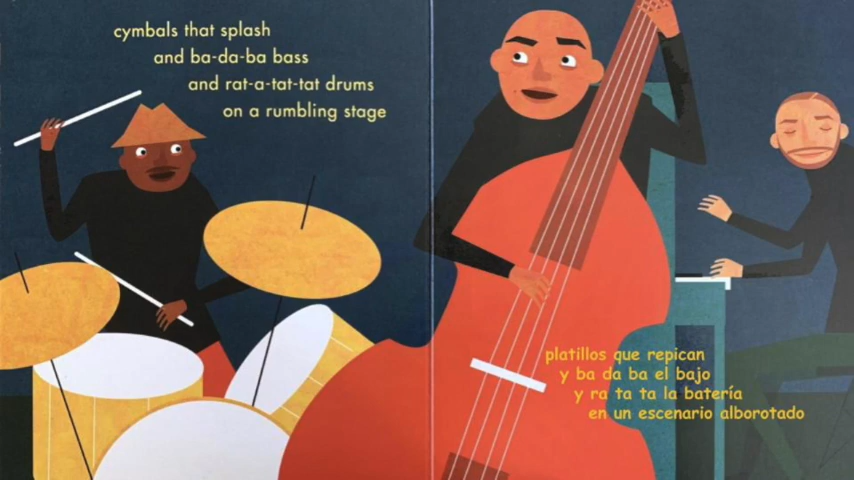 cymbals that splash
and ba-da-ba bass
and rat-a-tat-tat drums
on a rumbling stage
platillos que repican
y ba da ba el bajo
y ra ta ta la batería
en un escenario alborotado